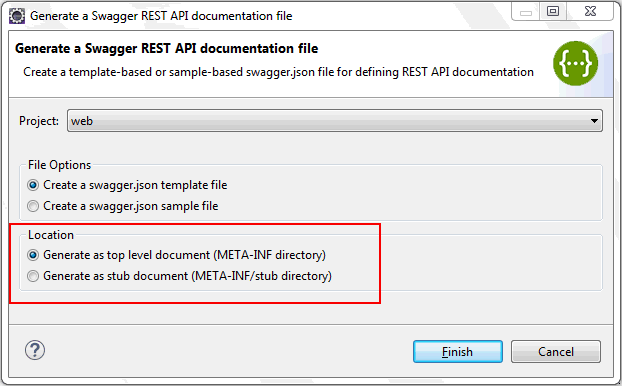 Generate a Swagger REST API documentation file
Generate a Swagger REST API documentation file
Create a template-based or sample-based swagger.json file for defining REST API documentation
{···}
Project: web
File Options
Create a swagger.json template file
Create a swagger.json sample file
Location
Generate as top level document (META-INF directory)
Generate as stub document (META-INF/stub directory)
? Finish Cancel